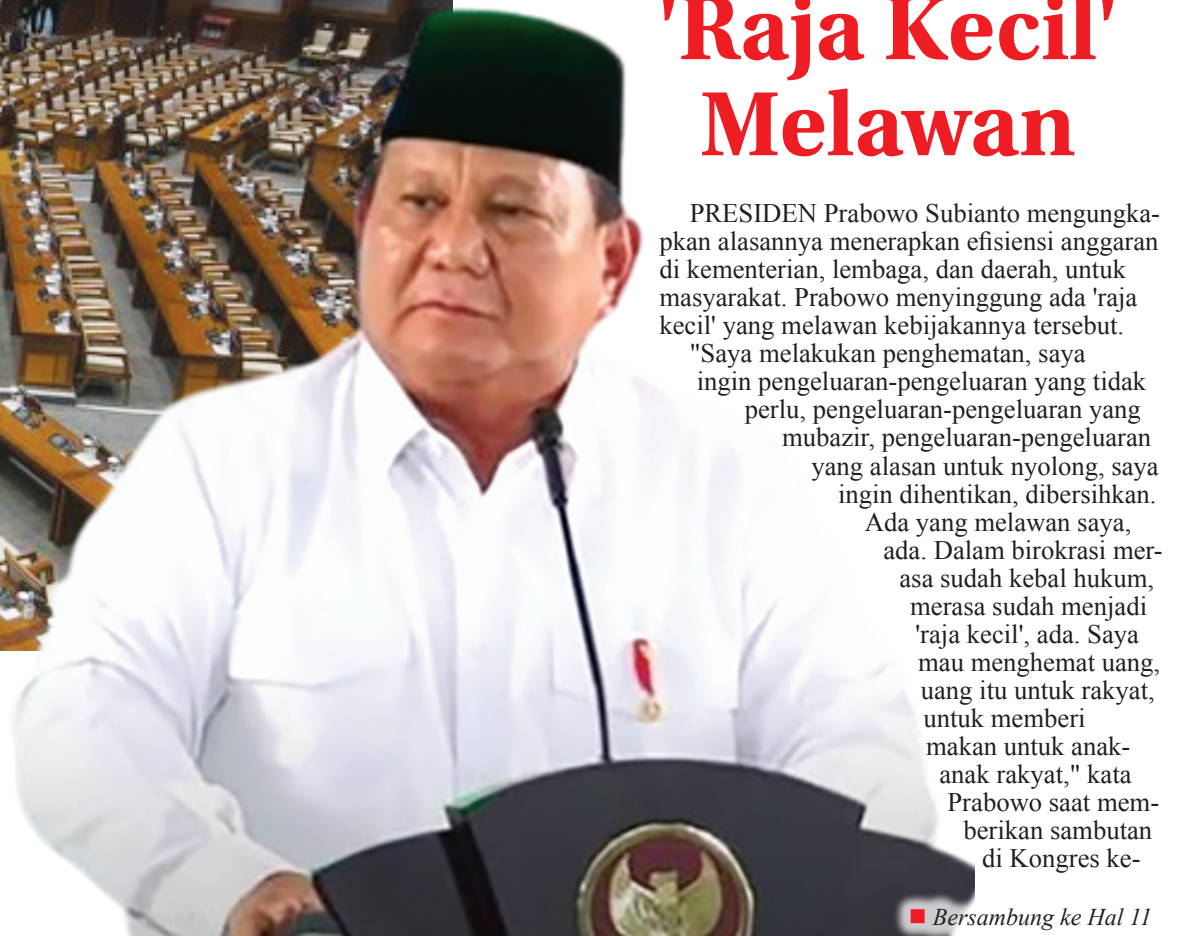 'Raja Kecil'
Melawan
PRESIDEN Prabowo Subianto mengungka-
pkan alasannya menerapkan efisiensi anggaran
di kementerian, lembaga, dan daerah, untuk
masyarakat. Prabowo menyinggung ada 'raja
kecil' yang melawan kebijakannya tersebut.
"Saya melakukan penghematan, saya
ingin pengeluaran-pengeluaran yang tidak
perlu, pengeluaran-pengeluaran yang
mubazir, pengeluaran-pengeluaran
yang alasan untuk nyolong, saya
ingin dihentikan, dibersihkan.
Ada yang melawan saya,
ada. Dalam birokrasi mer-
asa sudah kebal hukum,
merasa sudah menjadi
'raja kecil', ada. Saya
mau menghemat uang,
uang itu untuk rakyat,
untuk memberi
makan untuk anak-
anak rakyat," kata
Prabowo saat mem-
berikan sambutan
di Kongres ke-
■ Bersambung ke Hal 11